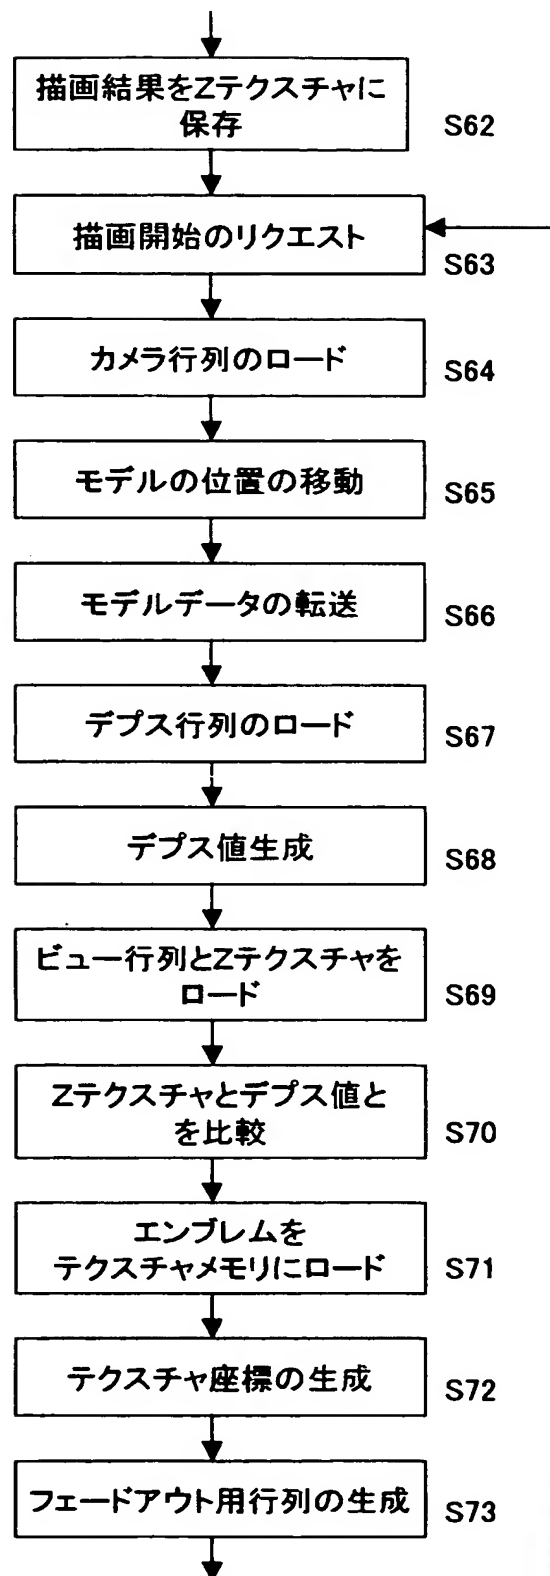 描画結果をZテクスチャに
保存
S62
描画開始のリクエスト
S63
カメラ行列のロード
S64
モデルの位置の移動
S65
モデルデータの転送
S66
デプス行列のロード
S67
デプス値生成
S68
ビュー行列とZテクスチャを
ロード
S69
Zテクスチャとデプス値と
を比較
S70
エンブレムを
テクスチャメモリにロード
S71
テクスチャ座標の生成
S72
フェードアウト用行列の生成
S73